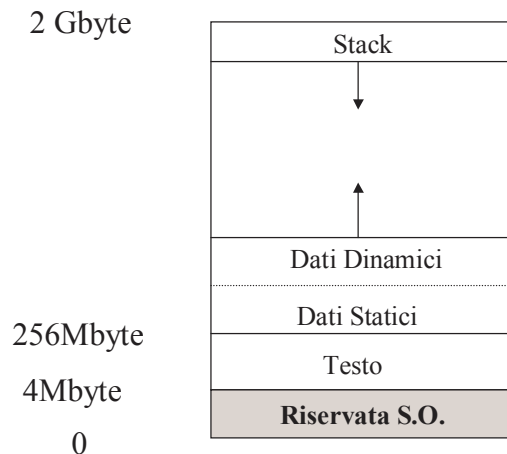 2 Gbyte
Stack
Dati Dinamici
Dati Statici
256Mbyte
Testo
4Mbyte
Riservata S.O.
0